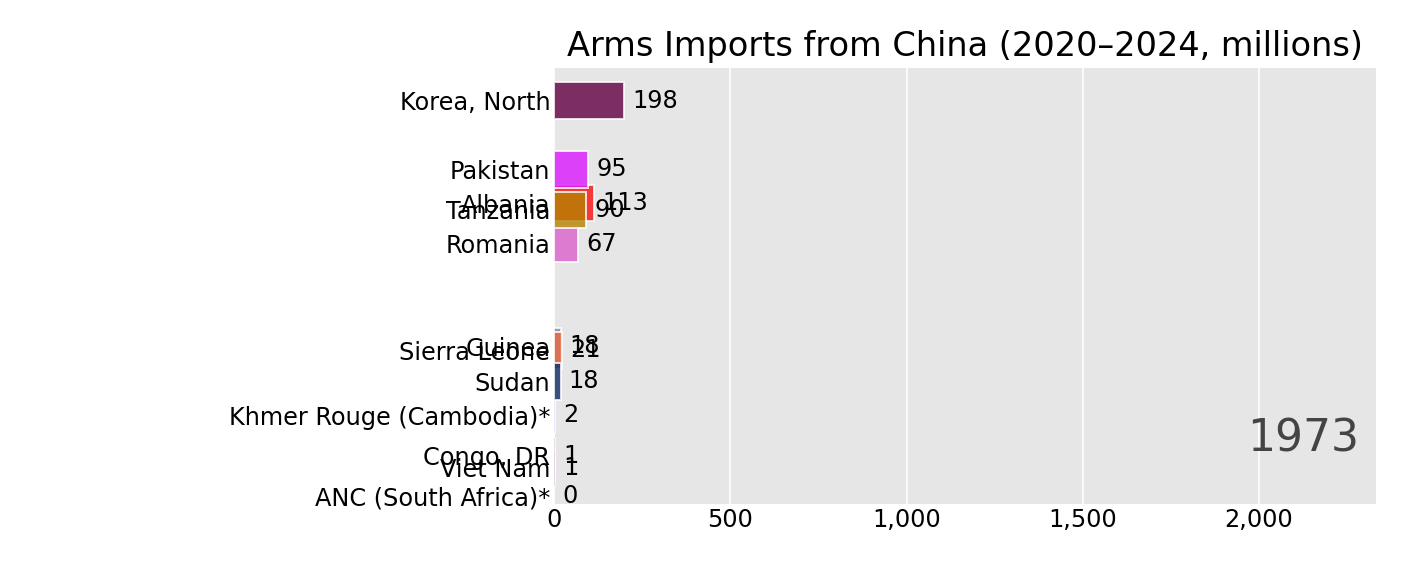 Arms Imports from China (2020–2024, millions)
Korea, North 198
Pakistan 95
Albania 113
Tanzania 90
Romania 67
Guinea 18
Sierra Leone 21
Sudan 18
Khmer Rouge (Cambodia)* 2
1973
Congo, DR 1
Viet Nam 1
ANC (South Africa)* 0
0 500 1,000 1,500 2,000